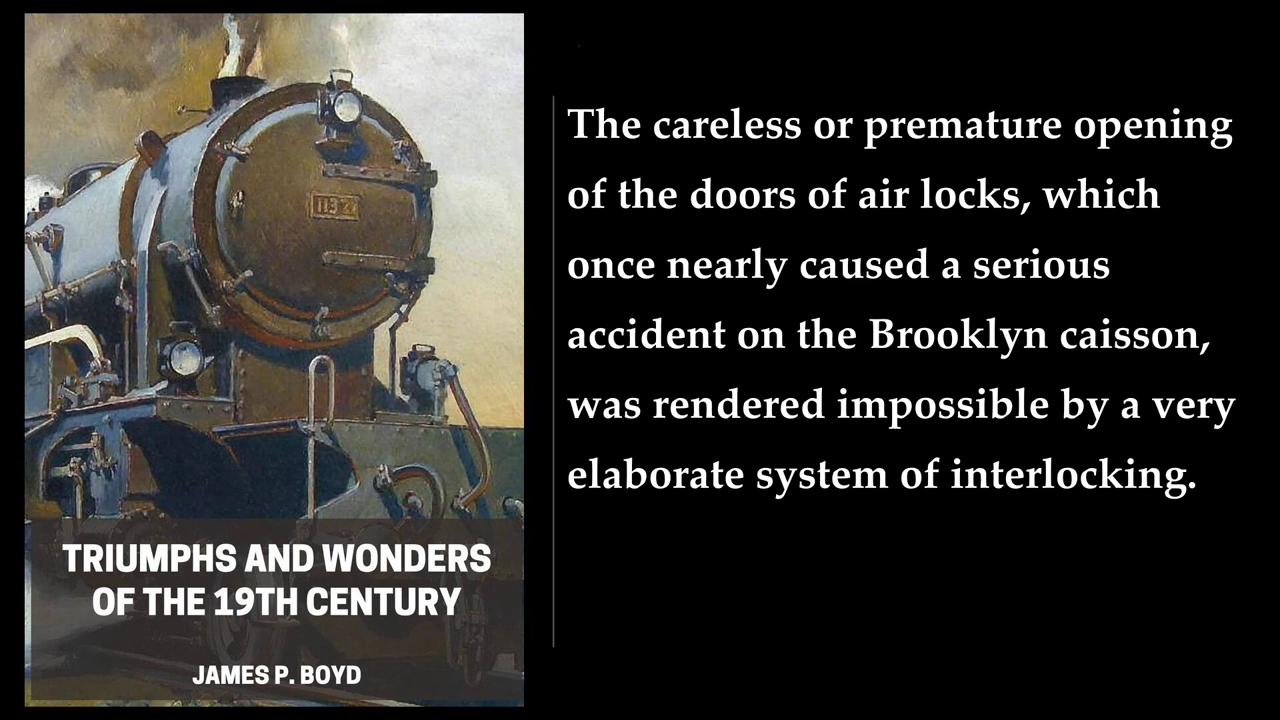 The careless or premature opening
of the doors of air locks, which
once nearly caused a serious
accident on the Brooklyn caisson,
was rendered impossible by a very
elaborate system of interlocking.
TRIUMPHS AND WONDERS
OF THE 19TH CENTURY
JAMES P. BOYD